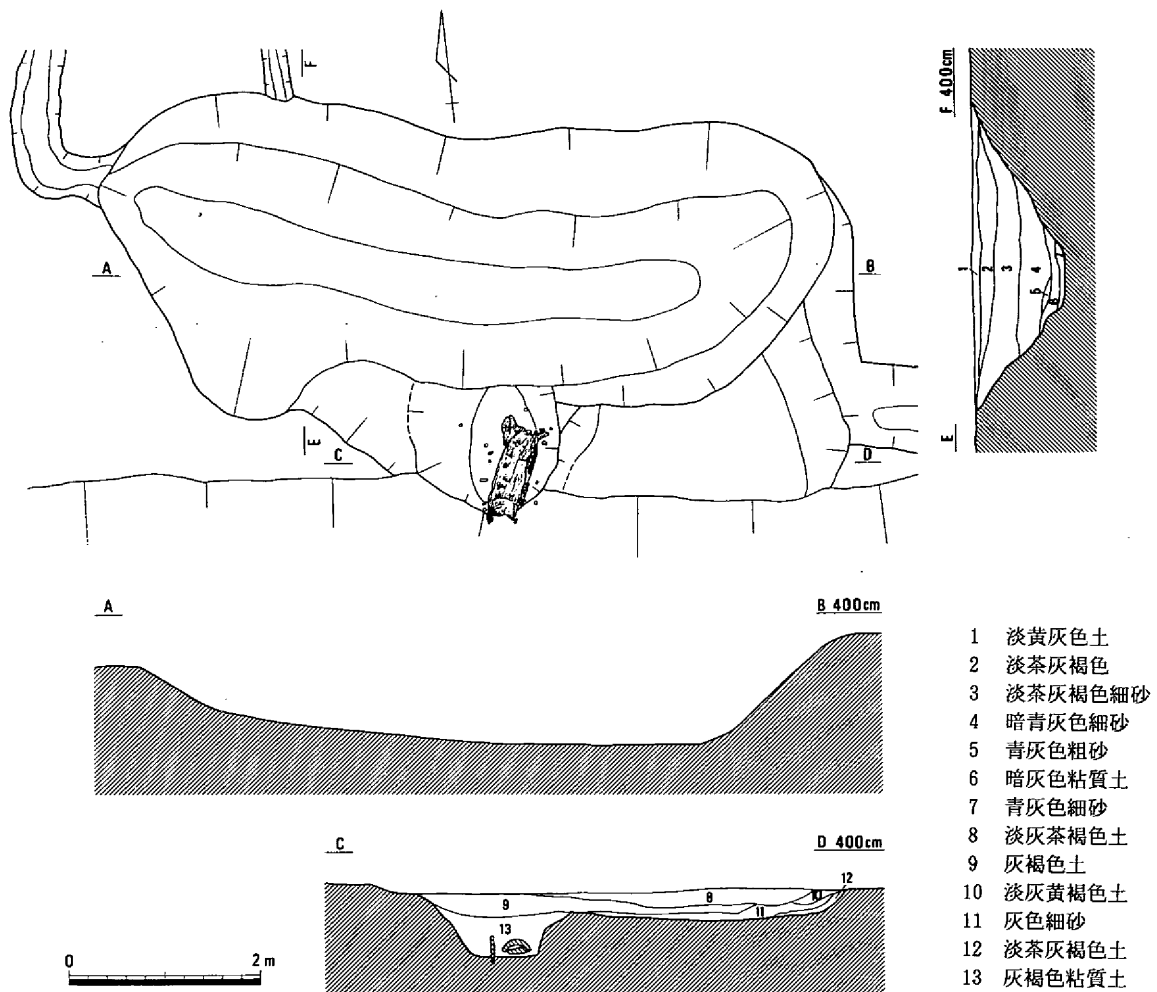 F
F 400cm
A
B
1 2 3 4 5 6 7
E
E
C
D
A
B 400cm
C
D 400cm
12
8
10
9
11
13
0 2m
1 淡黄灰色土
2 淡茶灰褐色
3 淡茶灰褐色細砂
4 暗青灰色細砂
5 青灰色粗砂
6 暗灰色粘質土
7 青灰色細砂
8 淡灰茶褐色土
9 灰褐色土
10 淡灰黄褐色土
11 灰色細砂
12 淡茶灰褐色土
13 灰褐色粘質土